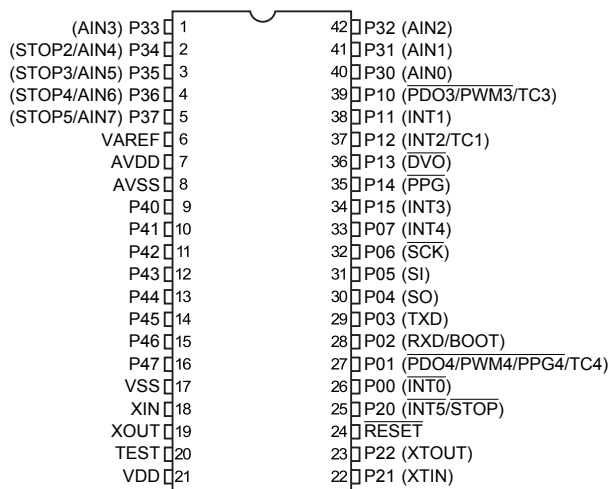 (AIN3) P33 1 42 P32 (AIN2)
(STOP2/AIN4) P34 2 41 P31 (AIN1)
(STOP3/AIN5) P35 3 40 P30 (AIN0)
(STOP4/AIN6) P36 4 39 P10 (PDO3/PWM3/TC3)
(STOP5/AIN7) P37 5 38 P11 (INT1)
VAREF 6 37 P12 (INT2/TC1)
AVDD 7 36 P13 (DVO)
AVSS 8 35 P14 (PPG)
P40 9 34 P15 (INT3)
P41 10 33 P07 (INT4)
P42 11 32 P06 (SCK)
P43 12 31 P05 (SI)
P44 13 30 P04 (SO)
P45 14 29 P03 (TXD)
P46 15 28 P02 (RXD/BOOT)
P47 16 27 P01 (PDO4/PWM4/PPG4/TC4)
VSS 17 26 P00 (INT0)
XIN 18 25 P20 (INT5/STOP)
XOUT 19 24 RESET
TEST 20 23 P22 (XTOUT)
VDD 21 22 P21 (XTIN)